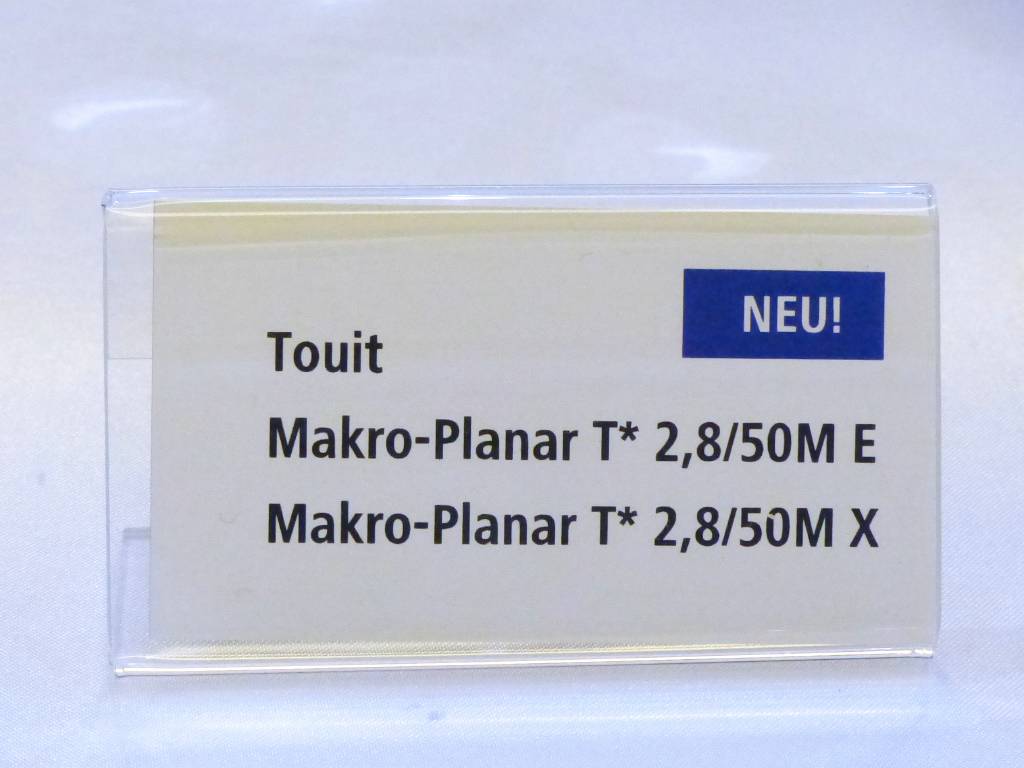 NEU!
Touit
Makro-Planar T* 2,8/50M E
Makro-Planar T* 2,8/50M X